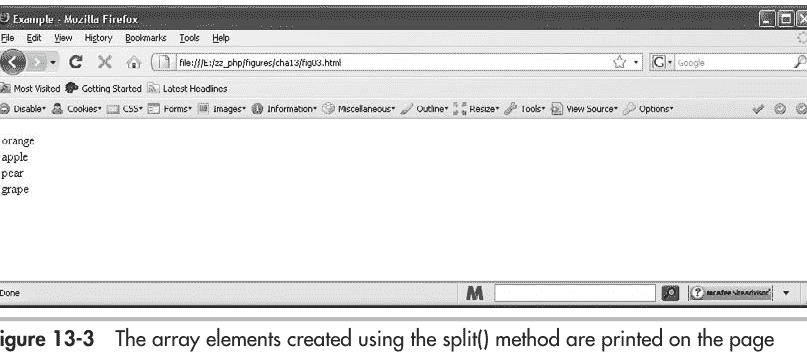 Example - Mozilla Firefox
File Edit View History Bookmarks Tools Help
file:///E:/zz_php/figures/cha13/fig03.html
Google
Most Visited Getting Started Latest Headlines
Disable Cookies CSS Forms Images Information Miscellaneous Outline Resize Tools View Source Options
orange
apple
pear
grape
Done
igure 13-3 The array elements created using the split() method are printed on the page